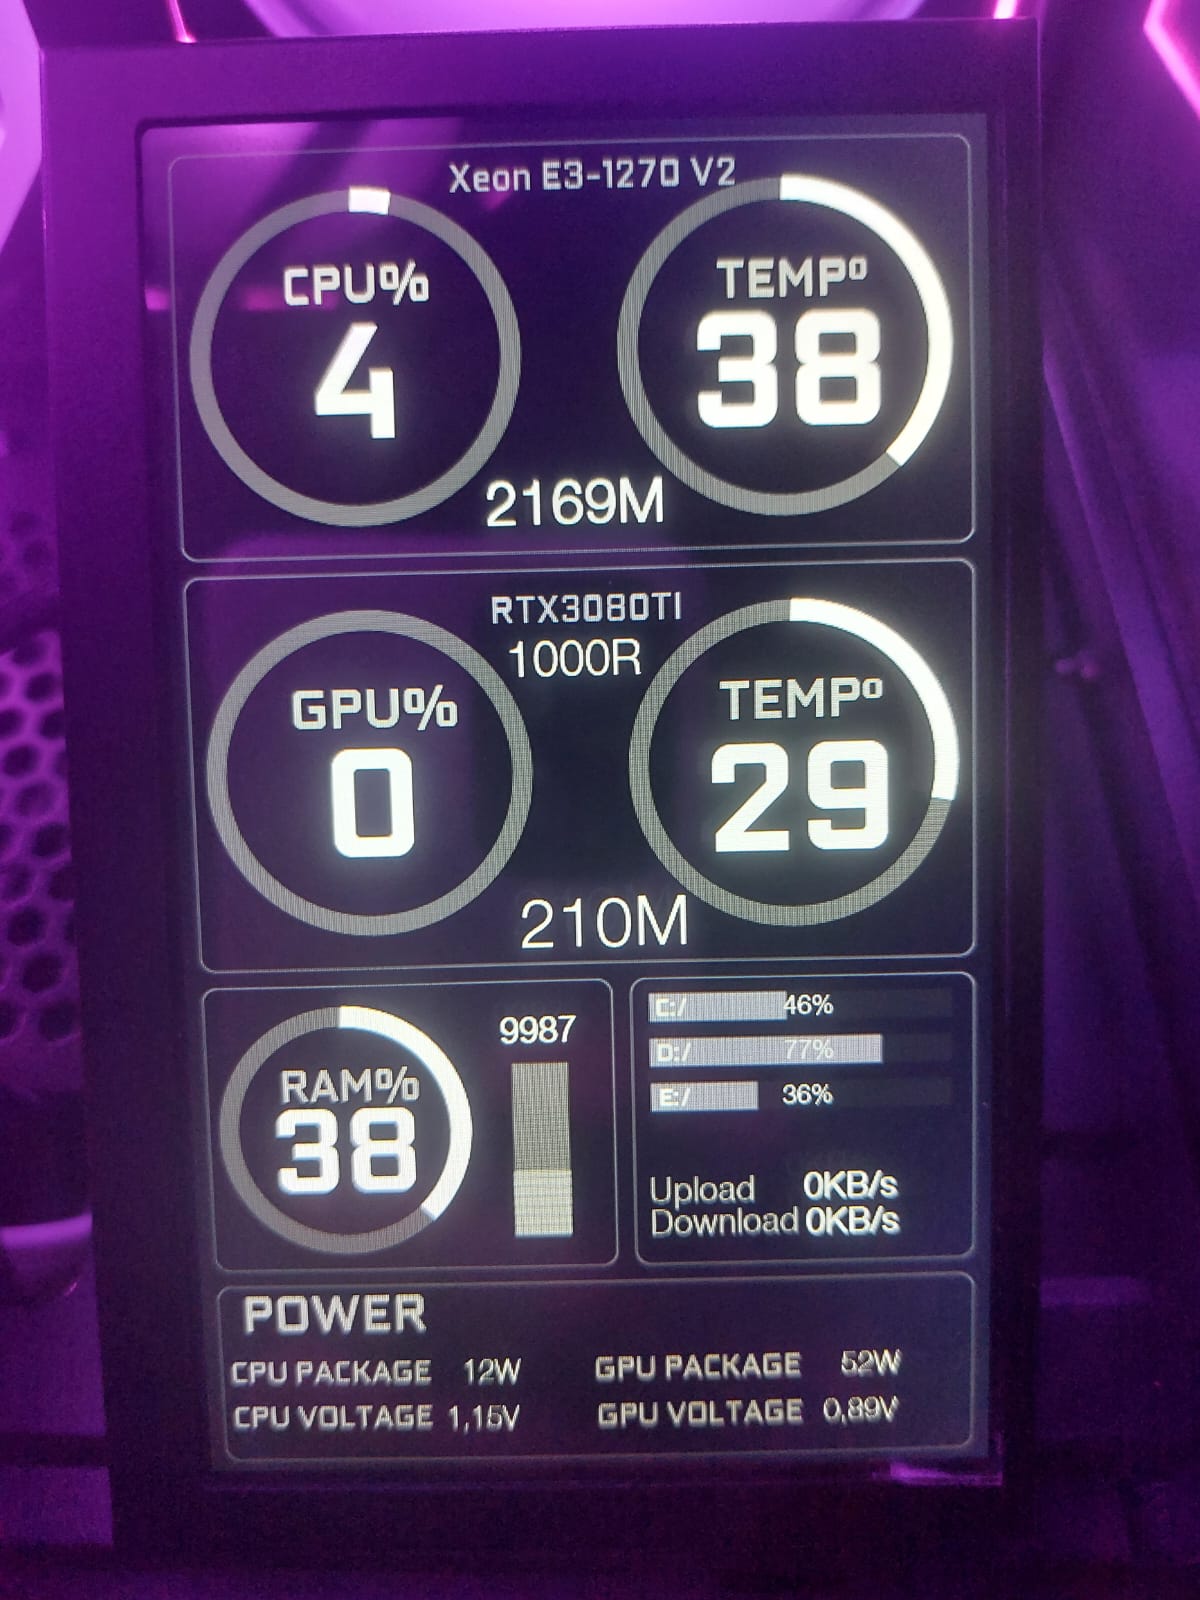 Xeon E3-1270 V2
CPU%
4
TEMPº
38
2169M
RTX3080TI
1000R
GPU%
0
TEMPº
29
210M
RAM%
38
9987
C:/ 46%
D:/ 77%
E:/ 36%
Upload 0KB/s
Download 0KB/s
POWER
CPU PACKAGE 12W GPU PACKAGE 52W
CPU VOLTAGE 1,15V GPU VOLTAGE 0,89V